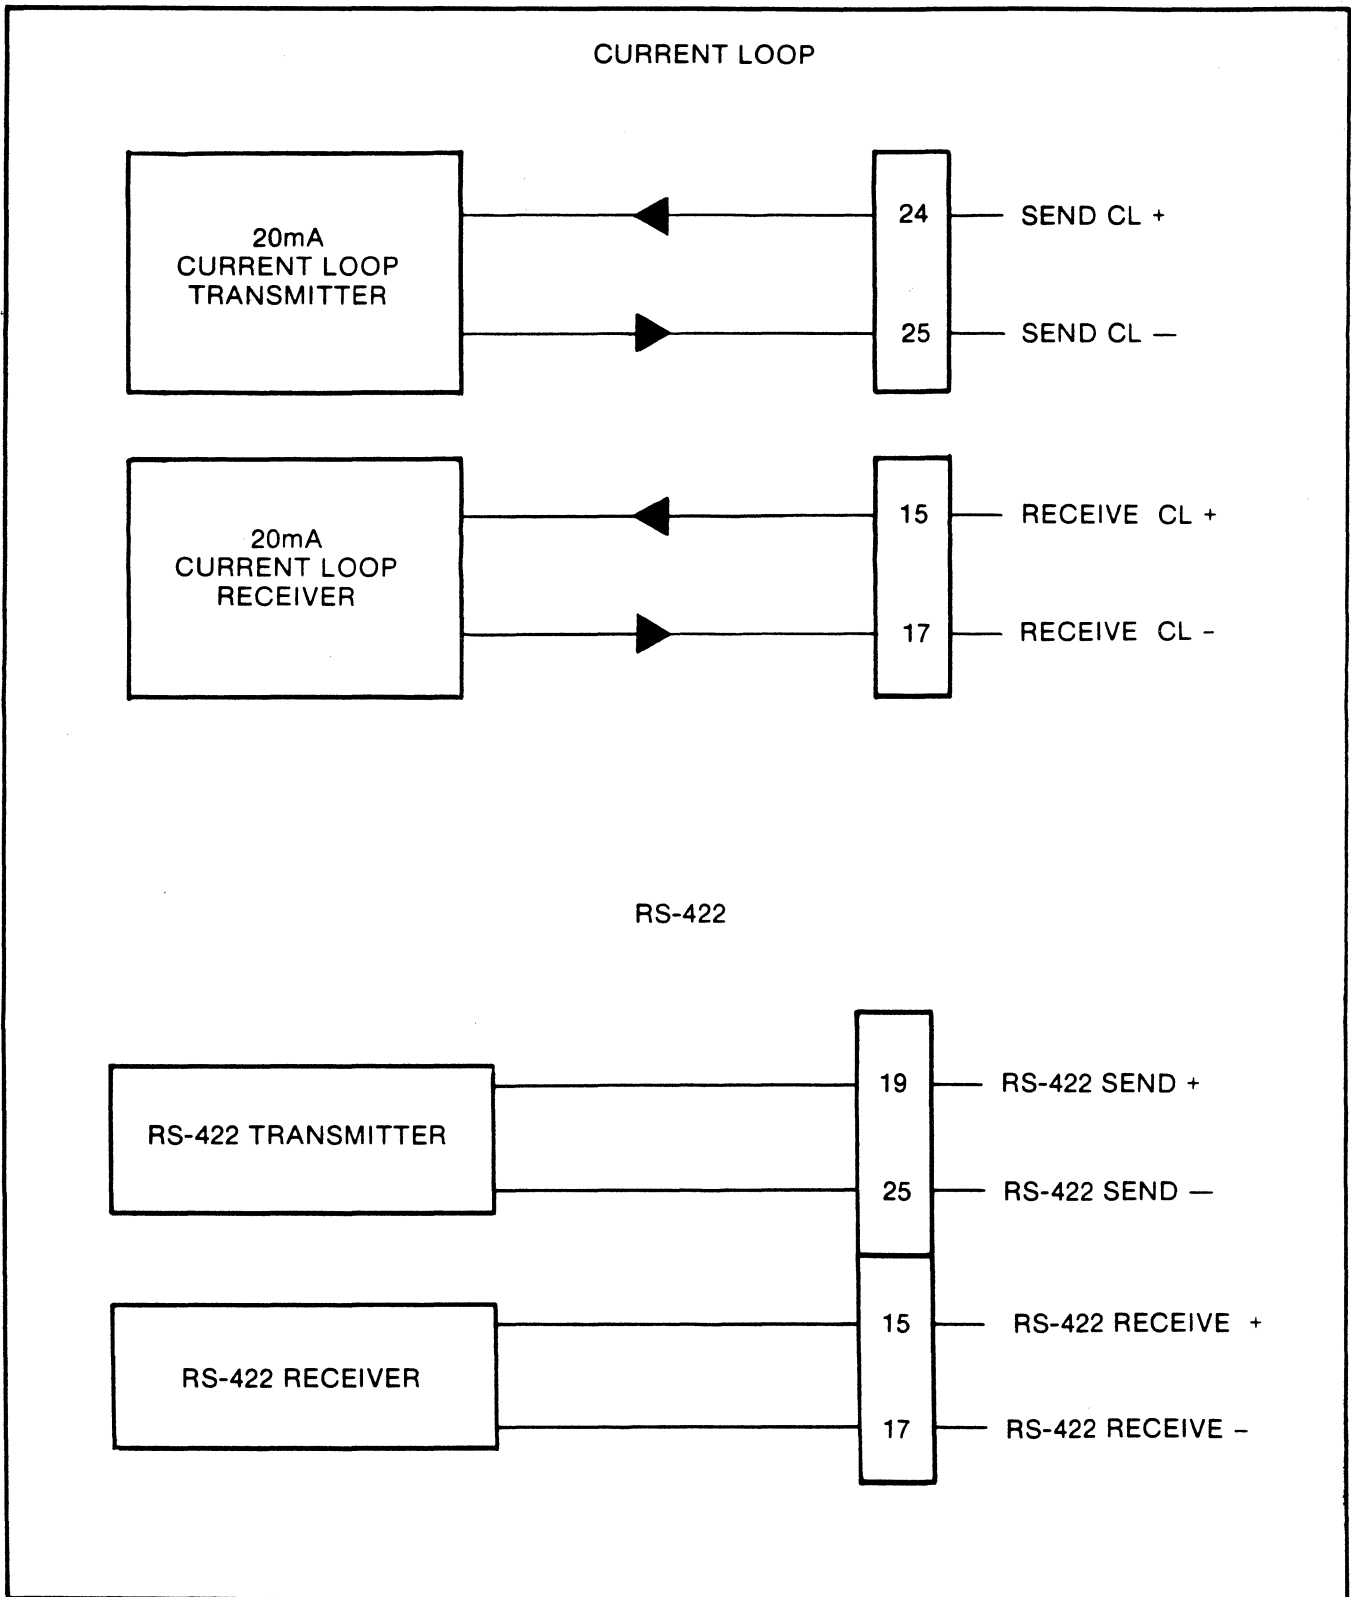 CURRENT LOOP
20mA
CURRENT LOOP
TRANSMITTER
24 SEND CL +
25 SEND CL —
20mA
CURRENT LOOP
RECEIVER
15 RECEIVE CL +
17 RECEIVE CL -
RS-422
RS-422 TRANSMITTER
19 RS-422 SEND +
25 RS-422 SEND —
RS-422 RECEIVER
15 RS-422 RECEIVE +
17 RS-422 RECEIVE –